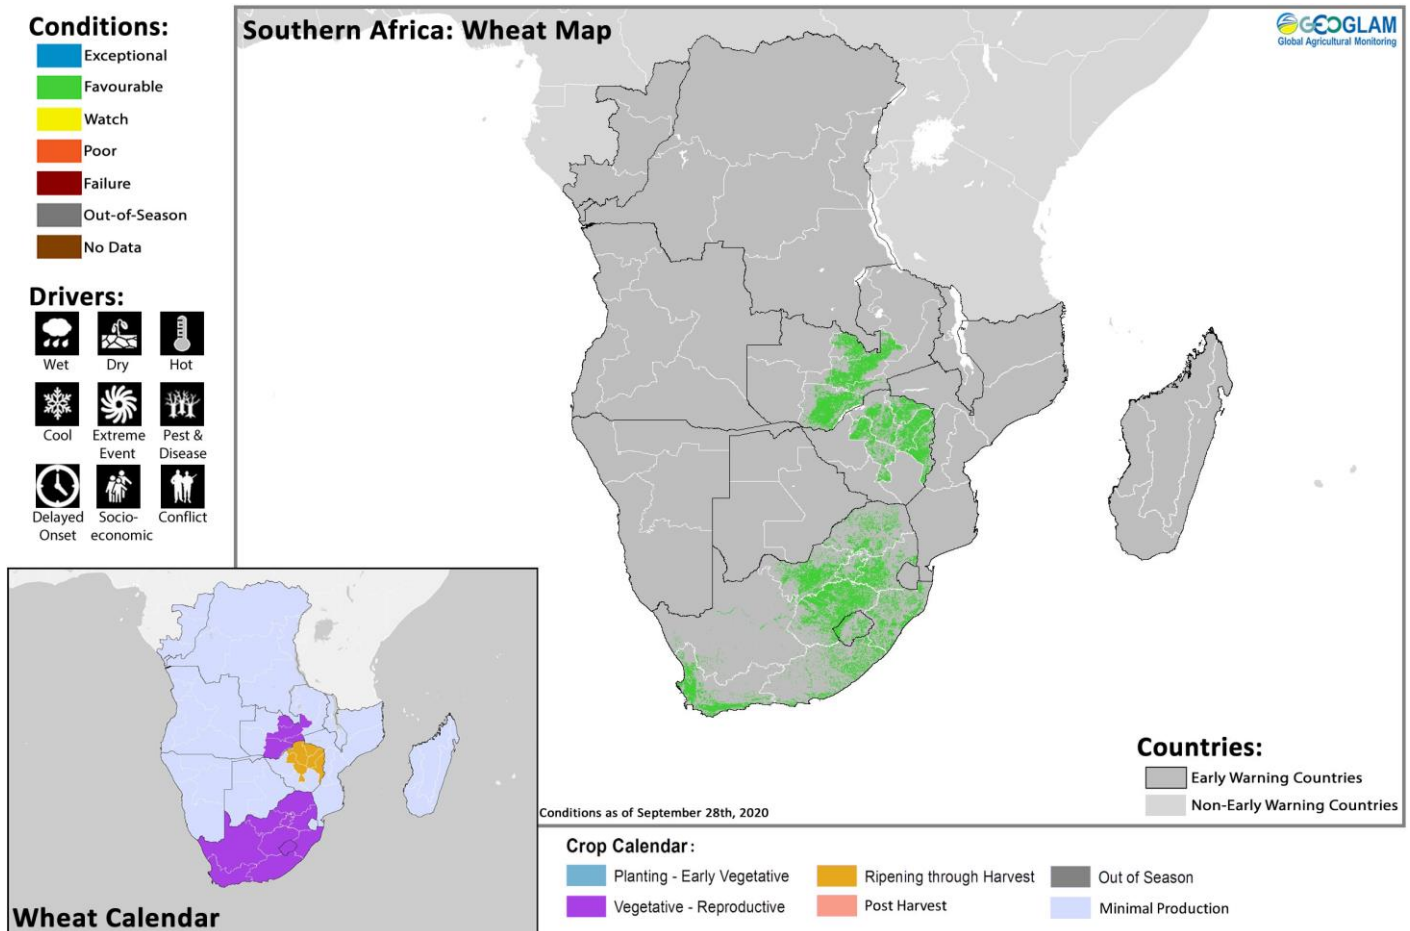 Conditions:
Exceptional
Favourable
Watch
Poor
Failure
Out-of-Season
No Data
Drivers:
Wet
Dry
Hot
Cool
Extreme
Event
Pest &
Disease
Delayed
Onset
Socio-
economic
Conflict
Southern Africa: Wheat Map
GEOGLAM
Global Agricultural Monitoring
Countries:
Early Warning Countries
Non-Early Warning Countries
Conditions as of September 28th, 2020
Wheat Calendar
Crop Calendar:
Planting - Early Vegetative
Vegetative - Reproductive
Ripening through Harvest
Post Harvest
Out of Season
Minimal Production